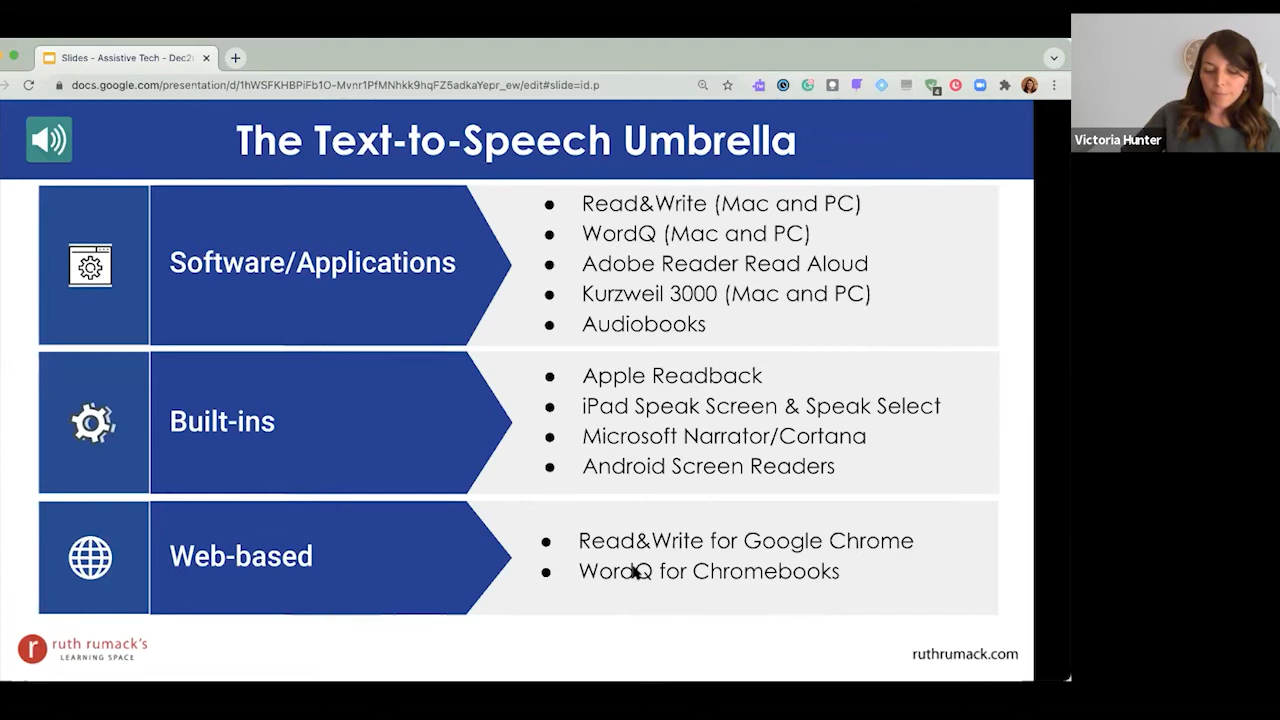 Slides - Assistive Tech - Dec2
docs.google.com/presentation/d/1hWSFKHBPiFb1O-Mvnr1PfMNhkk9hqFZ5adkaYepr_ew/edit#slide=id.p
Victoria Hunter
The Text-to-Speech Umbrella
Software/Applications
● Read&Write (Mac and PC)
● WordQ (Mac and PC)
● Adobe Reader Read Aloud
● Kurzweil 3000 (Mac and PC)
● Audiobooks
Built-ins
● Apple Readback
● iPad Speak Screen & Speak Select
● Microsoft Narrator/Cortana
● Android Screen Readers
Web-based
● Read&Write for Google Chrome
● WordQ for Chromebooks
r ruth rumack's
LEARNING SPACE
ruthrumack.com